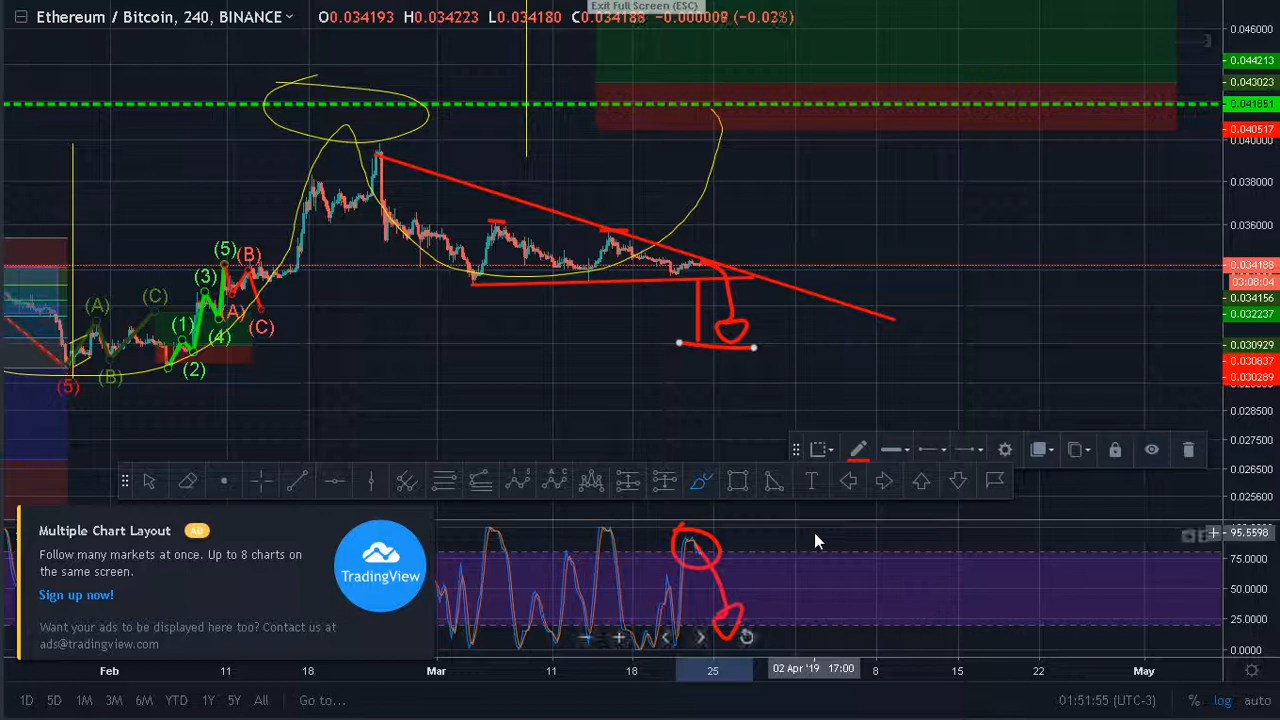 Exit Full Screen (ESC)
Ethereum / Bitcoin, 240, BINANCE O0.034193 H0.034223 L0.034180 C0.034188 -0.000009 (-0.03%)
0.046000
0.044213
0.043023
0.041851
0.040517
0.040000
0.038000
0.036000
0.034188
03:08:04
0.034156
0.032237
0.030929
0.030837
0.030289
0.028500
0.027500
0.026500
0.025600
(5) (B)
(3)
(A) (C) (1) (A) (C)
(4)
(B) (2)
(5)
Multiple Chart Layout AD
Follow many markets at once. Up to 8 charts on
the same screen.
Sign up now!
Want your ads to be displayed here too? Contact us at
ads@tradingview.com
TradingView
95.5598
75.0000
50.0000
25.0000
0.0000
Feb 11 18 Mar 11 18 25 02 Apr '19 17:00 8 15 22 May
1D 5D 1M 3M 6M YTD 1Y 5Y All Go to... 01:51:55 (UTC-3) % log auto